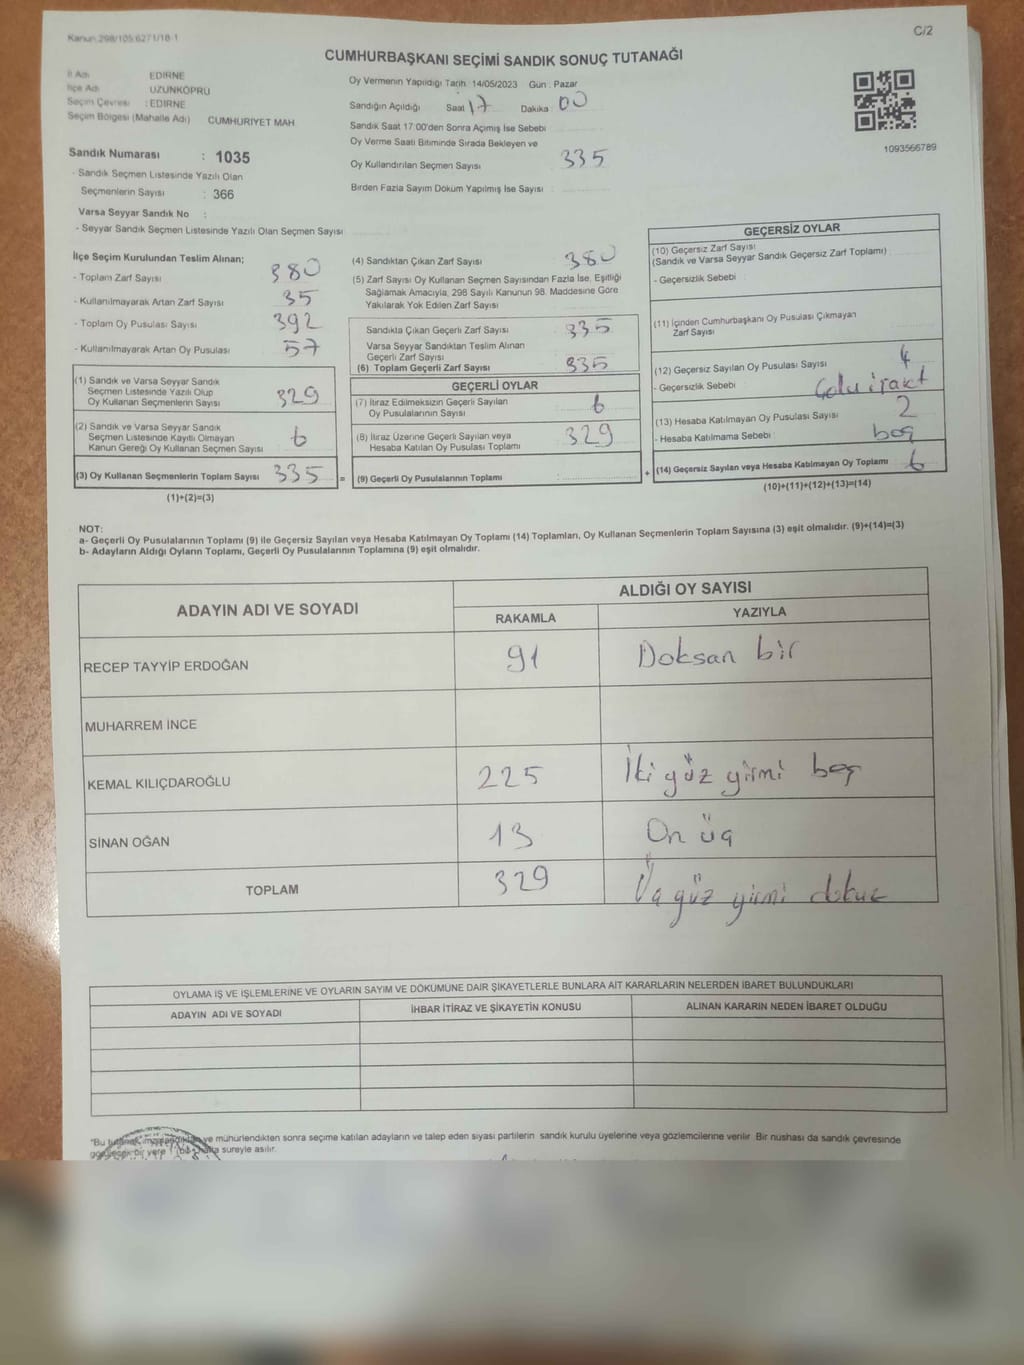 Kanun 298/105.6271/18-1
C/2
CUMHURBAŞKANI SEÇİMİ SANDIK SONUÇ TUTANAĞI
İl Adı EDİRNE
İlçe Adı UZUNKÖPRÜ
Seçim Çevresi : EDİRNE
Seçim Bölgesi (Mahalle Adı) CUMHURİYET MAH
Sandık Numarası : 1035
- Sandık Seçmen Listesinde Yazılı Olan
Seçmenlerin Sayısı : 366
Varsa Seyyar Sandık No :
- Seyyar Sandık Seçmen Listesinde Yazılı Olan Seçmen Sayısı
Oy Vermenin Yapıldığı Tarih 14/05/2023 Gün : Pazar
Sandığın Açıldığı Saat 17 Dakika 00
Sandık Saat 17:00'den Sonra Açımış İse Sebebi
Oy Verme Saati Bitiminde Sırada Bekleyen ve
Oy Kullandırılan Seçmen Sayısı 335
Birden Fazla Sayım Döküm Yapılmış İse Sayısı
1093566789
İlçe Seçim Kurulundan Teslim Alınan;
- Toplam Zarf Sayısı 380
- Kullanılmayarak Artan Zarf Sayısı 35
- Toplam Oy Pusulası Sayısı 392
- Kullanılmayarak Artan Oy Pusulası 57
(1) Sandık ve Varsa Seyyar Sandık
Seçmen Listesinde Yazılı Olup
Oy Kullanan Seçmenlerin Sayısı 329
(2) Sandık ve Varsa Seyyar Sandık
Seçmen Listesinde Kayıtlı Olmayan
Kanun Gereği Oy Kullanan Seçmen Sayısı 6
(3) Oy Kullanan Seçmenlerin Toplam Sayısı 335 =
(1)+(2)=(3)
(4) Sandıktan Çıkan Zarf Sayısı 380
(5) Zarf Sayısı Oy Kullanan Seçmen Sayısından Fazla İse, Eşitliği
Sağlamak Amacıyla, 298 Sayılı Kanunun 98. Maddesine Göre
Yakılarak Yok Edilen Zarf Sayısı
Sandıkla Çıkan Geçerli Zarf Sayısı 335
Varsa Seyyar Sandıktan Teslim Alınan
Geçerli Zarf Sayısı
(6) Toplam Geçerli Zarf Sayısı 335
GEÇERLİ OYLAR
(7) İtiraz Edilmeksizin Geçerli Sayılan
Oy Pusulalarının Sayısı 6
(8) İtiraz Üzerine Geçerli Sayılan veya
Hesaba Katılan Oy Pusulası Toplamı 329
(9) Geçerli Oy Pusulalarının Toplamı : +
GEÇERSİZ OYLAR
(10) Geçersiz Zarf Sayısı
(Sandık ve Varsa Seyyar Sandık Geçersiz Zarf Toplamı)
- Geçersizlik Sebebi
(11) İçinden Cumhurbaşkanı Oy Pusulası Çıkmayan
Zarf Sayısı
(12) Geçersiz Sayılan Oy Pusulası Sayısı 4
- Geçersizlik Sebebi
(13) Hesaba Katılmayan Oy Pusulası Sayısı 2
- Hesaba Katılmama Sebebi boş
(14) Geçersiz Sayılan veya Hesaba Katılmayan Oy Toplamı 6
(10)+(11)+(12)+(13)=(14)
NOT:
a- Geçerli Oy Pusulalarının Toplamı (9) ile Geçersiz Sayılan veya Hesaba Katılmayan Oy Toplamı (14) Toplamları, Oy Kullanan Seçmenlerin Toplam Sayısına (3) eşit olmalıdır. (9)+(14)=(3)
b- Adayların Aldığı Oyların Toplamı, Geçerli Oy Pusulalarının Toplamına (9) eşit olmalıdır.
ADAYIN ADI VE SOYADI ALDIĞI OY SAYISI
RAKAMLA YAZIYLA
RECEP TAYYİP ERDOĞAN 91 Doksan bir
MUHARREM İNCE
KEMAL KILIÇDAROĞLU 225 İki yüz yirmi beş
SİNAN OĞAN 13 On üç
TOPLAM 329 Üç yüz yirmi dokuz
OYLAMA İŞ VE İŞLEMLERİNE VE OYLARIN SAYIM VE DÖKÜMÜNE DAİR ŞİKAYETLERLE BUNLARA AİT KARARLARIN NELERDEN İBARET BULUNDUKLARI
ADAYIN ADI VE SOYADI İHBAR İTİRAZ VE ŞİKAYETİN KONUSU ALINAN KARARIN NEDEN İBARET OLDUĞU
"Bu ve mühürlendikten sonra seçime katılan adayların ve talep eden siyasi partilerin sandık kurulu üyelerine veya gözlemcilerine verilir. Bir nüshası da sandık çevresinde
bir yere süreyle asılır.